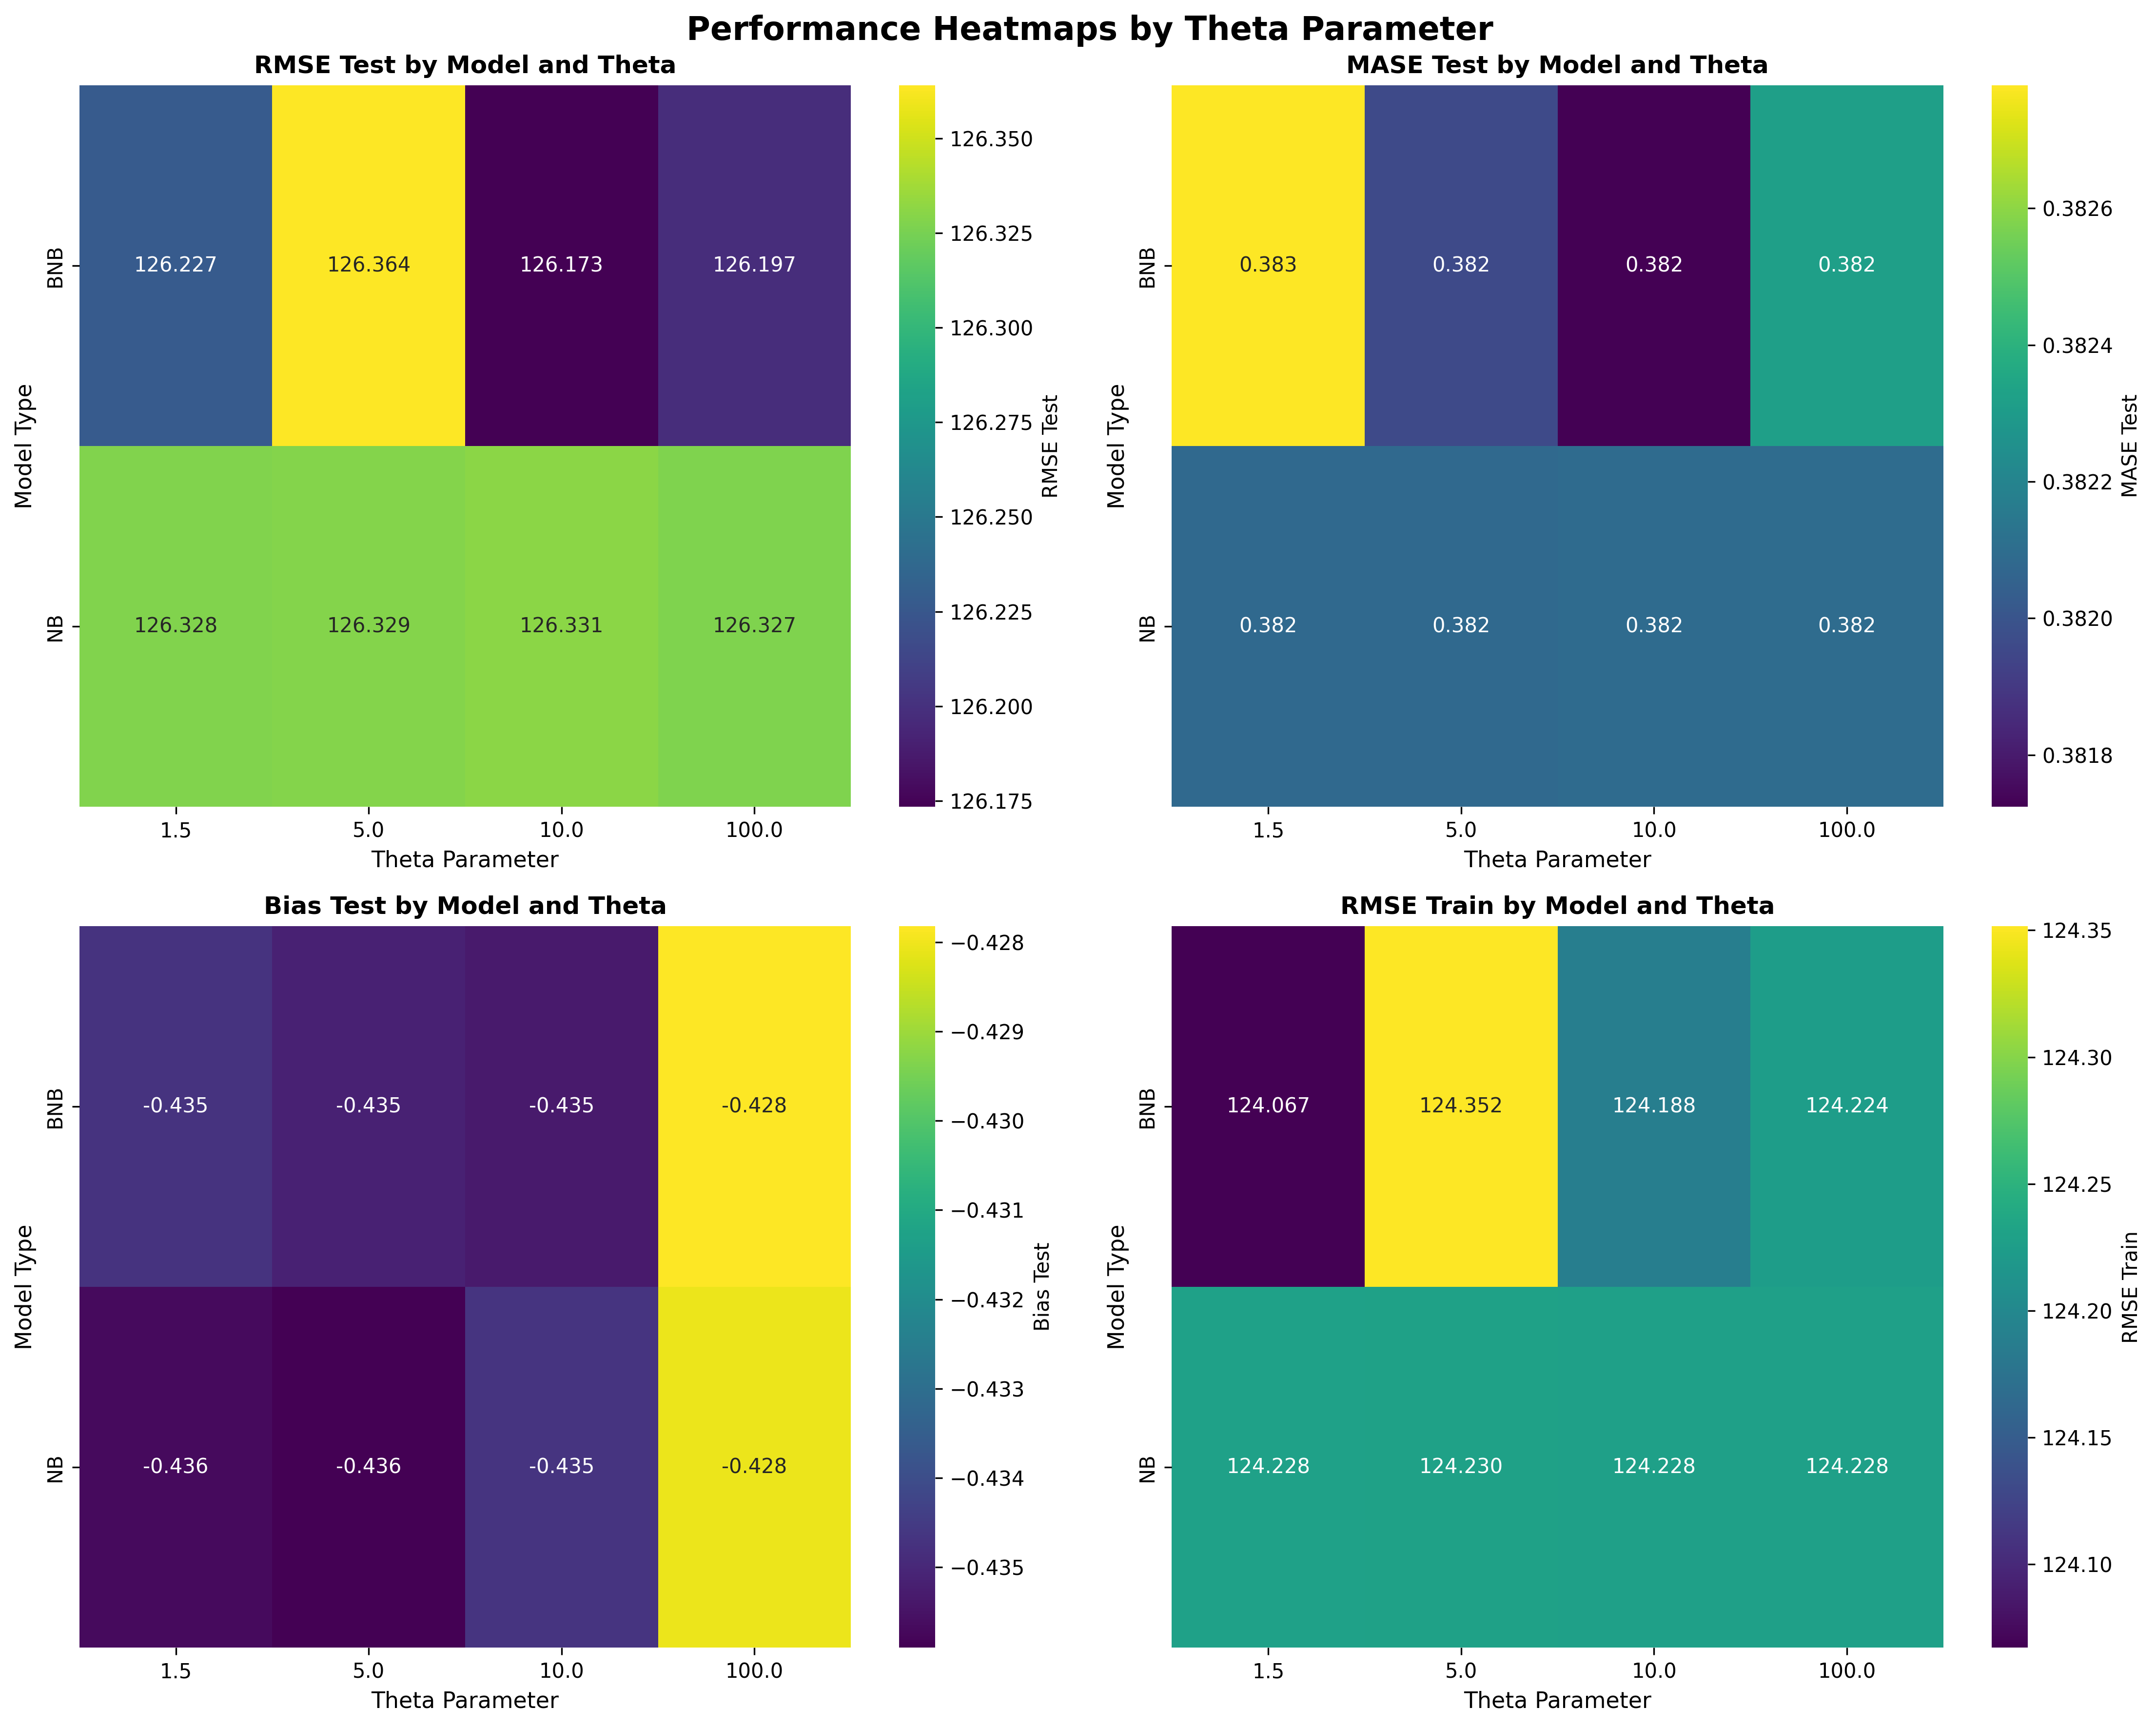 Performance Heatmaps by Theta Parameter
RMSE Test by Model and Theta
126.227 126.364 126.173 126.197
126.328 126.329 126.331 126.327
BNB
NB
Model Type
1.5 5.0 10.0 100.0
Theta Parameter
126.350
126.325
126.300
126.275
126.250
126.225
126.200
126.175
RMSE Test
MASE Test by Model and Theta
0.383 0.382 0.382 0.382
0.382 0.382 0.382 0.382
BNB
NB
Model Type
1.5 5.0 10.0 100.0
Theta Parameter
0.3826
0.3824
0.3822
0.3820
0.3818
MASE Test
Bias Test by Model and Theta
-0.435 -0.435 -0.435 -0.428
-0.436 -0.436 -0.435 -0.428
BNB
NB
Model Type
1.5 5.0 10.0 100.0
Theta Parameter
−0.428
−0.429
−0.430
−0.431
−0.432
−0.433
−0.434
−0.435
Bias Test
RMSE Train by Model and Theta
124.067 124.352 124.188 124.224
124.228 124.230 124.228 124.228
BNB
NB
Model Type
1.5 5.0 10.0 100.0
Theta Parameter
124.35
124.30
124.25
124.20
124.15
124.10
RMSE Train